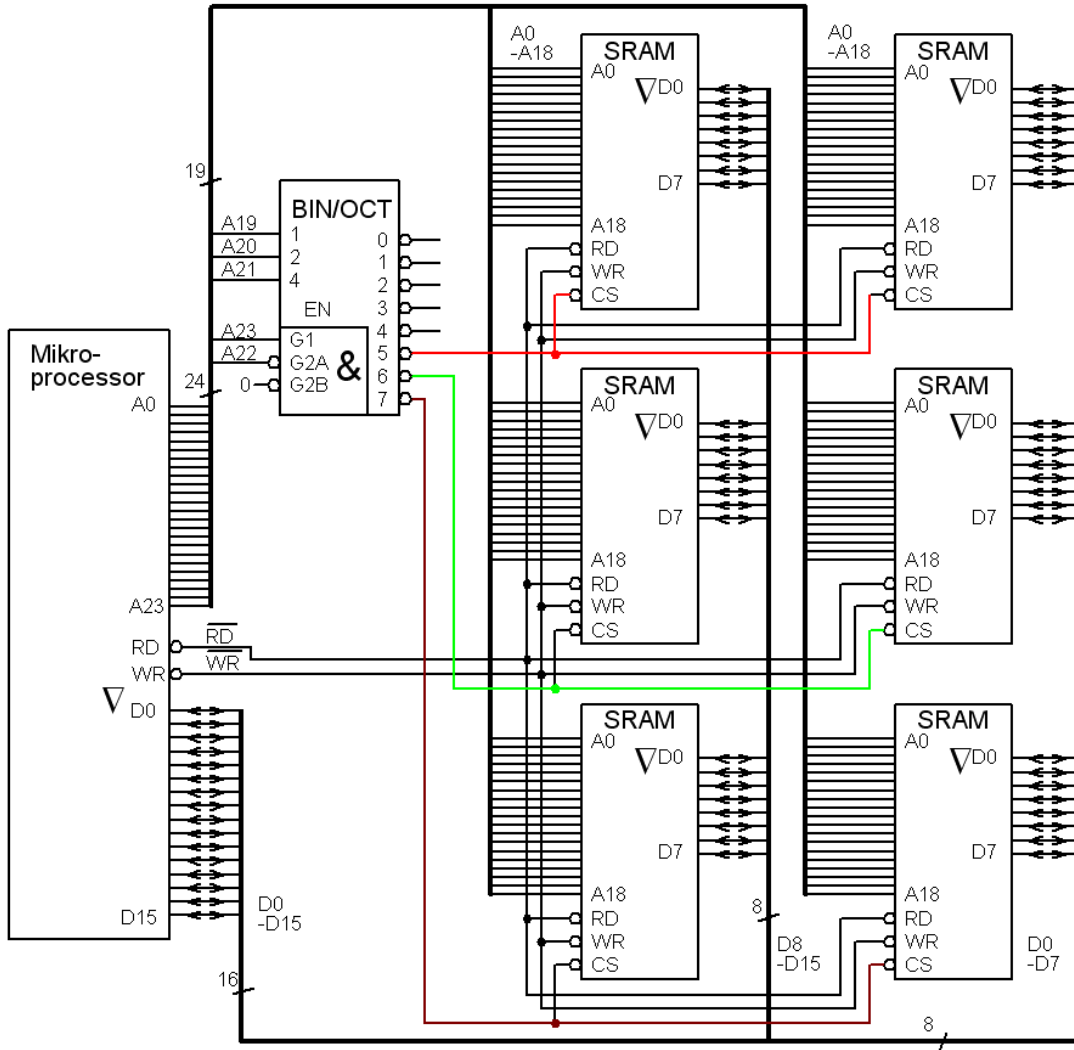 A0
-A18
SRAM
A0
D0
D7
A18
RD
WR
CS
A0
-A18
SRAM
A0
D0
D7
A18
RD
WR
CS
19
BIN/OCT
A19
1
A20
2
A21
4
EN
A23
G1
A22
G2A
0
G2B
&
0
1
2
3
4
5
6
7
Mikro-
processor
24
A0
A23
RD
RD
WR
WR
D0
D15
D0
-D15
16
SRAM
A0
D0
D7
A18
RD
WR
CS
SRAM
A0
D0
D7
A18
RD
WR
CS
SRAM
A0
D0
D7
A18
RD
WR
CS
8
D8
-D15
SRAM
A0
D0
D7
A18
RD
WR
CS
D0
-D7
8